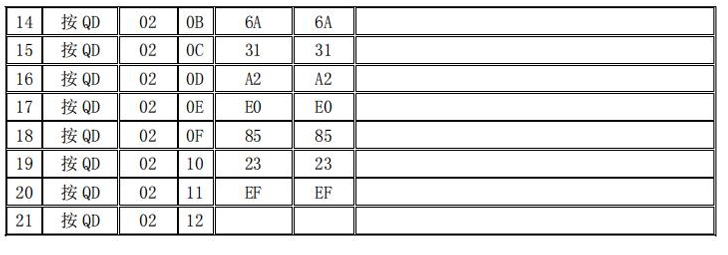 14 按 QD 02 0B 6A 6A
15 按 QD 02 0C 31 31
16 按 QD 02 0D A2 A2
17 按 QD 02 0E E0 E0
18 按 QD 02 0F 85 85
19 按 QD 02 10 23 23
20 按 QD 02 11 EF EF
21 按 QD 02 12